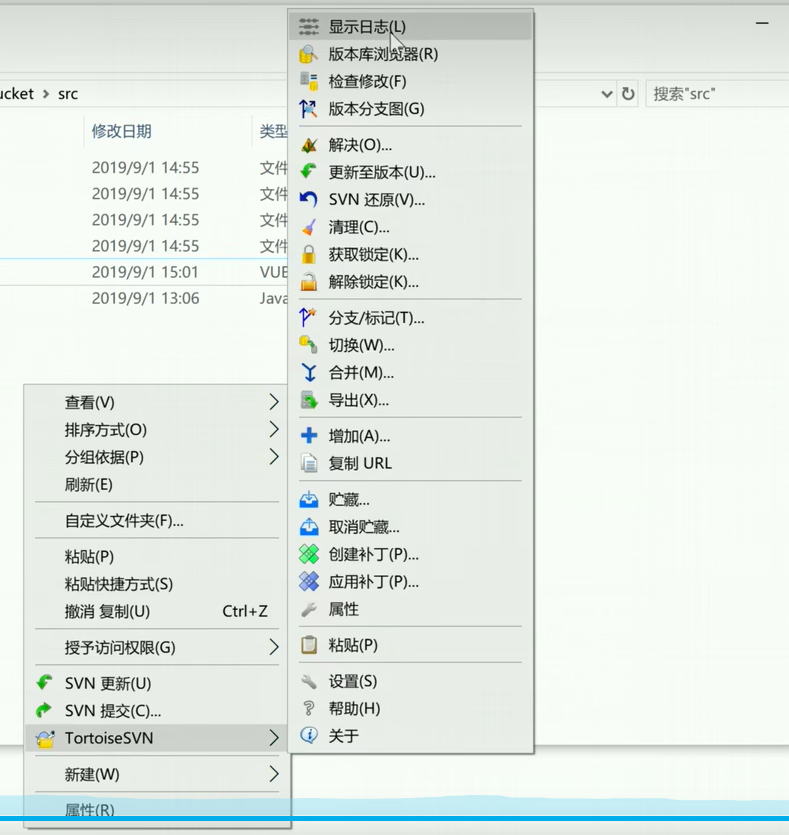 显示日志(L)
版本库浏览器(R)
检查修改(F)
版本分支图(G)
解决(O)...
更新至版本(U)...
SVN 还原(V)...
清理(C)...
获取锁定(K)...
解除锁定(K)...
分支/标记(T)...
切换(W)...
合并(M)...
导出(X)...
增加(A)...
复制 URL
贮藏...
取消贮藏...
创建补丁(P)...
应用补丁(P)...
属性
粘贴(P)
设置(S)
帮助(H)
关于
ucket > src
搜索"src"
修改日期
类型
2019/9/1 14:55
文件
2019/9/1 14:55
文件
2019/9/1 14:55
文件
2019/9/1 14:55
文件
2019/9/1 15:01
VUE
2019/9/1 13:06
Java
查看(V)
排序方式(O)
分组依据(P)
刷新(E)
自定义文件夹(F)...
粘贴(P)
粘贴快捷方式(S)
撤消 复制(U) Ctrl+Z
授予访问权限(G)
SVN 更新(U)
SVN 提交(C)...
TortoiseSVN
新建(W)
属性(R)